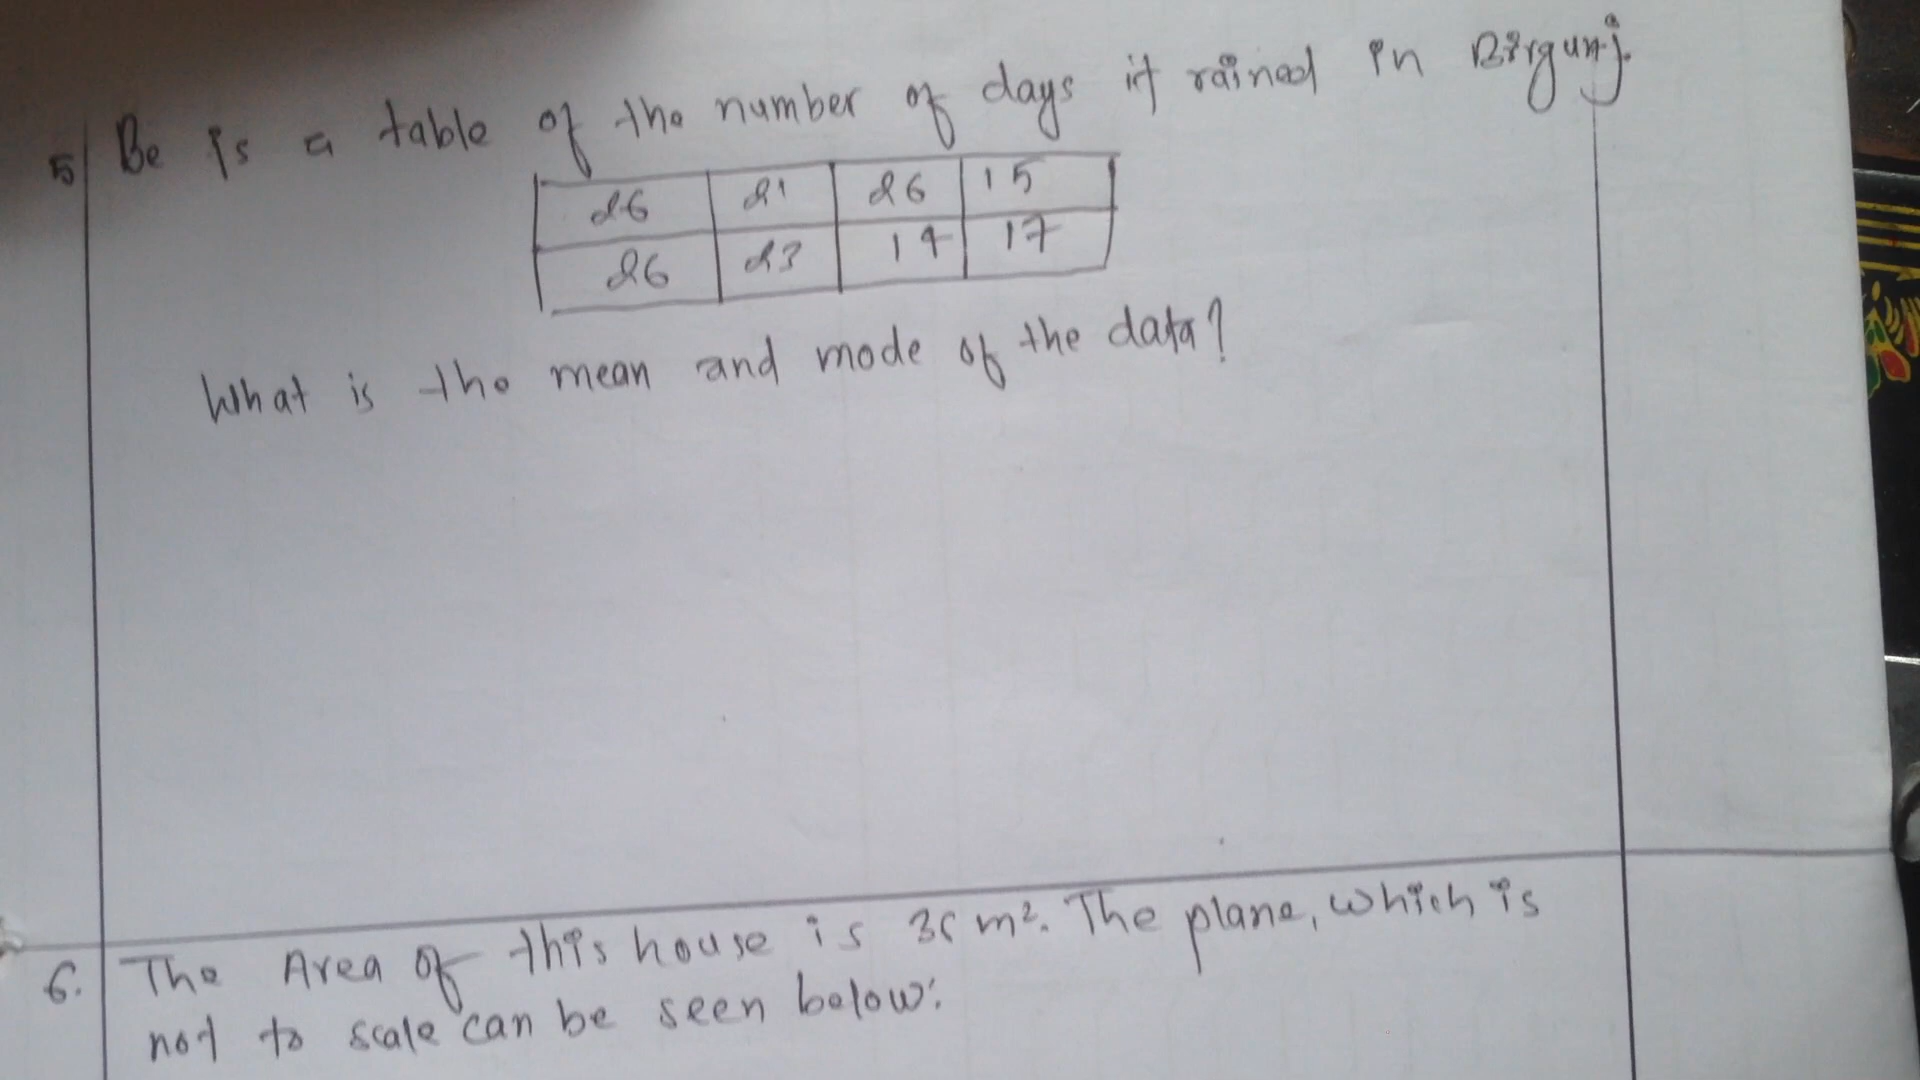 5 Be is a table of the number of days it rained in Birgunj.
26 21 26 15
26 23 14 17
What is the mean and mode of the data?
6. The Area of this house is 36 m². The plane, which is
not to scale can be seen below: